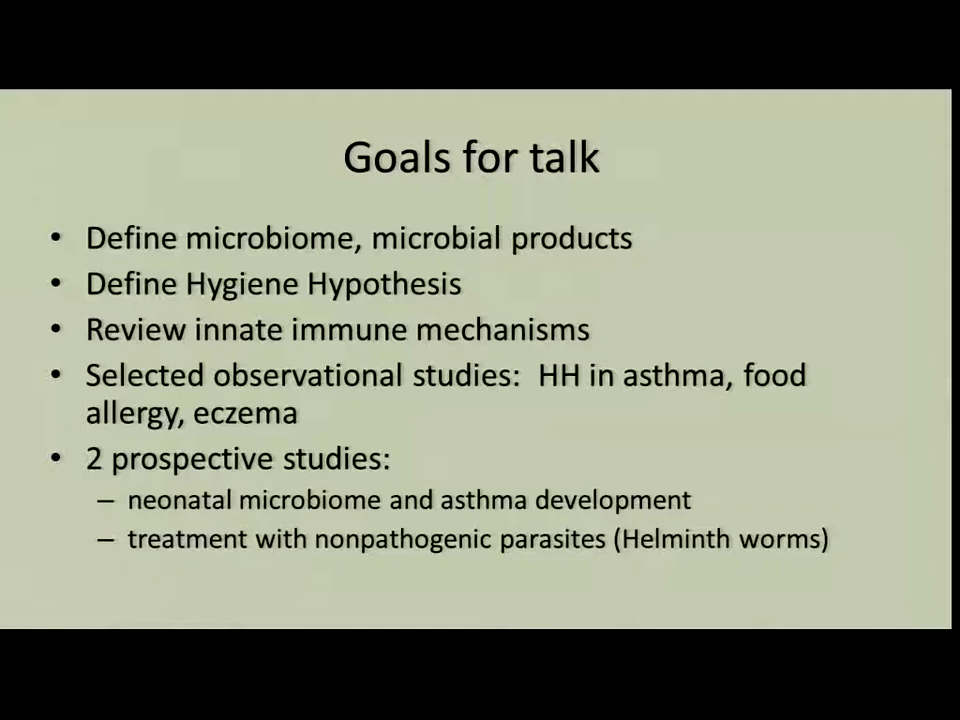 Goals for talk
• Define microbiome, microbial products
• Define Hygiene Hypothesis
• Review innate immune mechanisms
• Selected observational studies:  HH in asthma, food
allergy, eczema
• 2 prospective studies:
– neonatal microbiome and asthma development
– treatment with nonpathogenic parasites (Helminth worms)